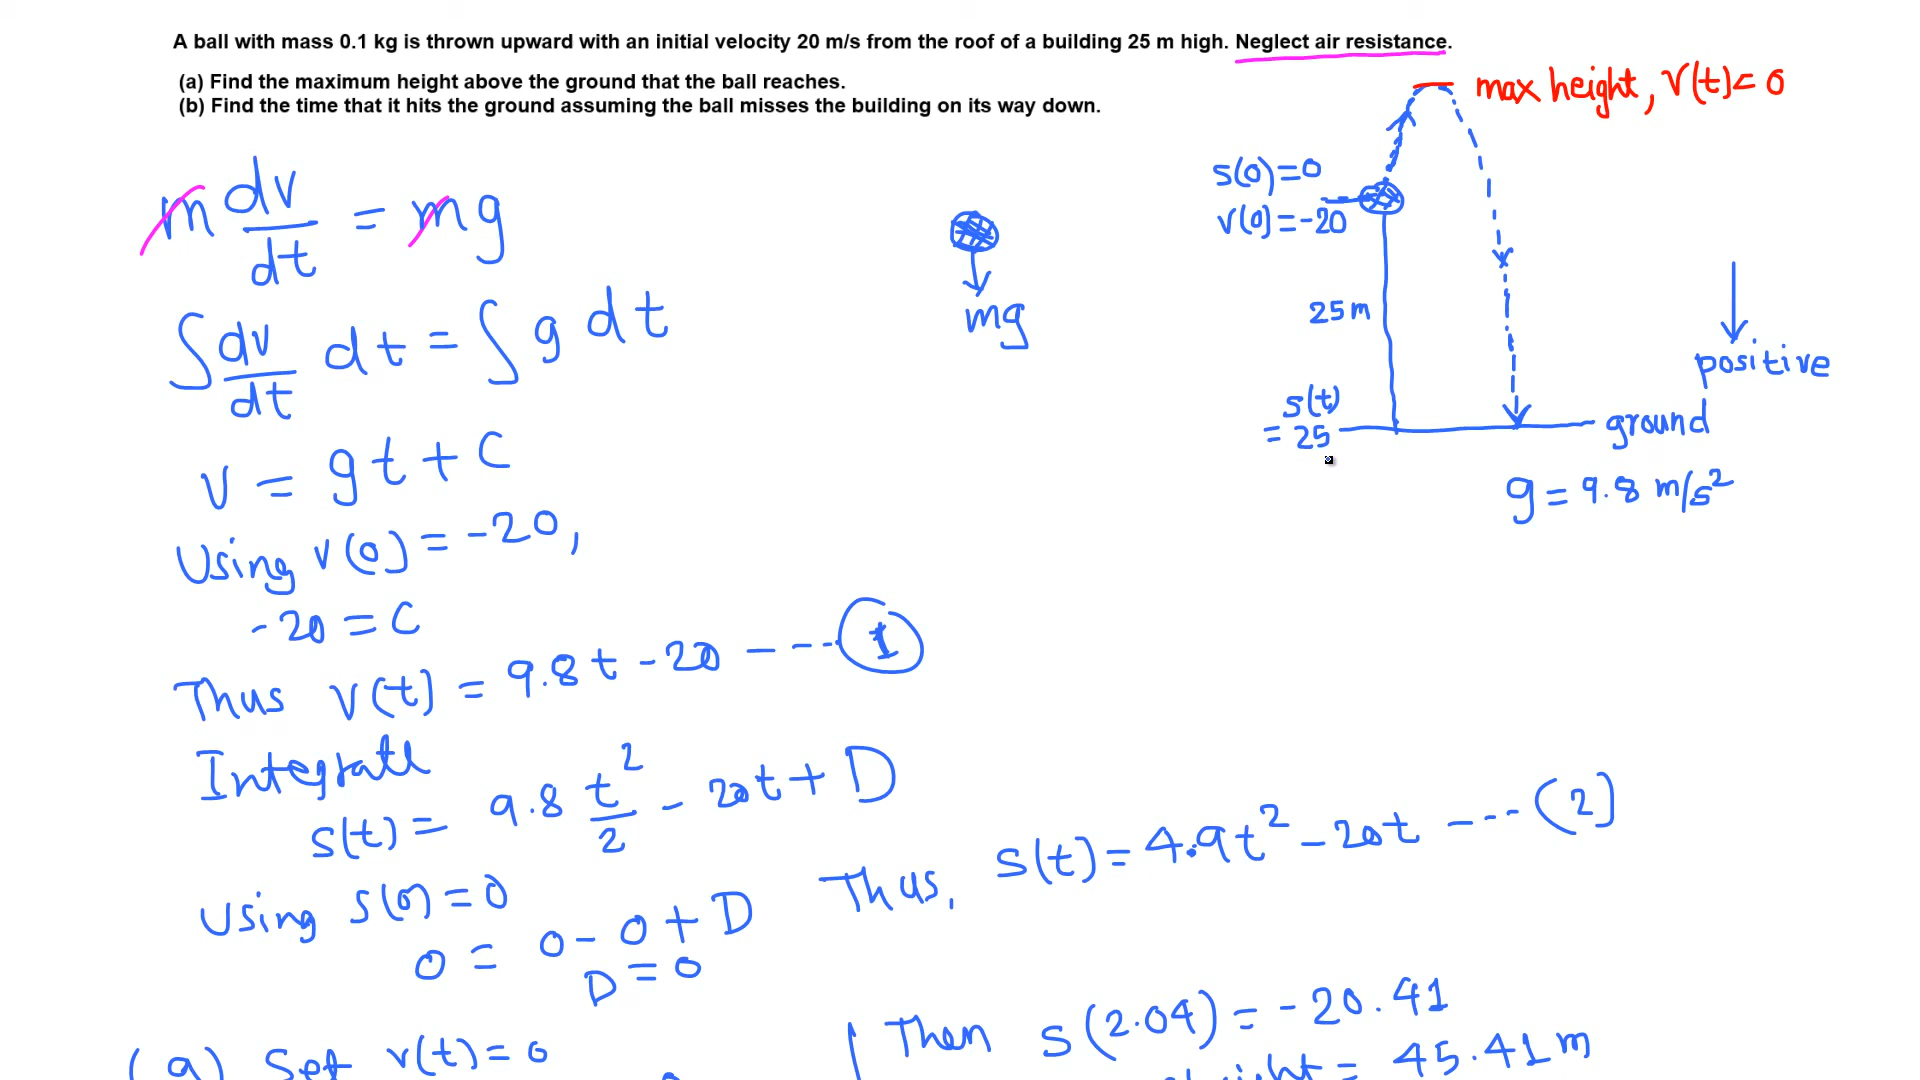 A ball with mass 0.1 kg is thrown upward with an initial velocity 20 m/s from the roof of a building 25 m high. Neglect air resistance.
(a) Find the maximum height above the ground that the ball reaches.
(b) Find the time that it hits the ground assuming the ball misses the building on its way down.
max height, v(t)= 0
s(0)=0
v(0)=-20
25m
s(t)
= 25
ground
positive
g = 9.8 m/s²
mg
m dv/dt = mg
∫ dv/dt dt = ∫ g dt
v = gt + C
Using v(0) = -20,
-20 = C
Thus v(t) = 9.8t - 20 ---- 1
Integrate
s(t) = 9.8 t²/2 - 20t + D
Using s(0) = 0
0 = 0 - 0 + D
D = 0
Thus, s(t) = 4.9t² - 20t ---- (2)
(a) Set v(t) = 0
Then s(2.04) = -20.41
= 45.41 m